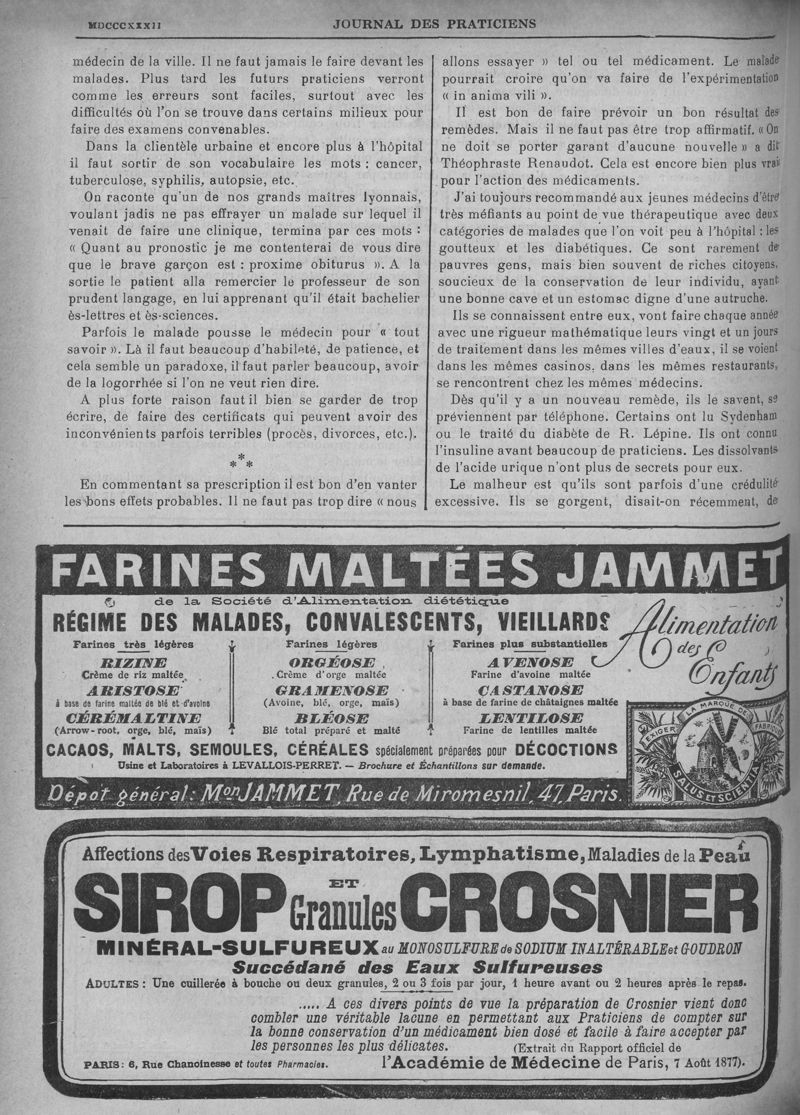 MDCCCXXXII
JOURNAL DES PRATICIENS
médecin de la ville. Il ne faut jamais le faire devant les
malades. Plus tard les futurs praticiens verront
comme les erreurs sont faciles, surtout avec les
difficultés où l'on se trouve dans certains milieux pour
faire des examens convenables.
Dans la clientèle urbaine et encore plus à l'hôpital
il faut sortir de son vocabulaire les mots : cancer,
tuberculose, syphilis, autopsie, etc.
On raconte qu'un de nos grands maîtres lyonnais,
voulant jadis ne pas effrayer un malade sur lequel il
venait de faire une clinique, termina par ces mots :
« Quant au pronostic je me contenterai de vous dire
que le brave garçon est : proxime obiturus ». A la
sortie le patient alla remercier le professeur de son
prudent langage, en lui apprenant qu'il était bachelier
ès-lettres et ès-sciences.
Parfois le malade pousse le médecin pour « tout
savoir ». Là il faut beaucoup d'habileté, de patience, et
cela semble un paradoxe, il faut parler beaucoup, avoir
de la logorrhée si l'on ne veut rien dire.
A plus forte raison faut il bien se garder de trop
écrire, de faire des certificats qui peuvent avoir des
inconvénients parfois terribles (procès, divorces, etc.).
*
* *
En commentant sa prescription il est bon d'en vanter
les bons effets probables. Il ne faut pas trop dire « nous
allons essayer » tel ou tel médicament. Le malade
pourrait croire qu'on va faire de l'expérimentation
« in anima vili ».
Il est bon de faire prévoir un bon résultat des
remèdes. Mais il ne faut pas être trop affirmatif. « On
ne doit se porter garant d'aucune nouvelle » a dit
Théophraste Renaudot. Cela est encore bien plus vrai
pour l'action des médicaments.
J'ai toujours recommandé aux jeunes médecins d'être
très méfiants au point de vue thérapeutique avec deux
catégories de malades que l'on voit peu à l'hôpital : les
goutteux et les diabétiques. Ce sont rarement de
pauvres gens, mais bien souvent de riches citoyens,
soucieux de la conservation de leur individu, ayant
une bonne cave et un estomac digne d'une autruche.
Ils se connaissent entre eux, vont faire chaque année
avec une rigueur mathématique leurs vingt et un jours
de traitement dans les mêmes villes d'eaux, il se voient
dans les mêmes casinos, dans les mêmes restaurants,
se rencontrent chez les mêmes médecins.
Dès qu'il y a un nouveau remède, ils le savent, se
préviennent par téléphone. Certains ont lu Sydenham
ou le traité du diabète de R. Lépine. Ils ont connu
l'insuline avant beaucoup de praticiens. Les dissolvants
de l'acide urique n'ont plus de secrets pour eux.
Le malheur est qu'ils sont parfois d'une crédulité
excessive. Ils se gorgent, disait-on récemment, de
FARINES MALTÉES JAMMET
de la Société d'Alimentation diététique
RÉGIME DES MALADES, CONVALESCENTS, VIEILLARDS
Alimentation
des
Enfants
Farines très légères
RIZINE
Crème de riz maltée
ARISTOSE
à base de farine maltée de blé et d'avoine
CÉRÉMALTINE
(Arrow-root, orge, blé, maïs)
Farines légères
ORGÉOSE
Crème d'orge maltée
GRAMENOSE
(Avoine, blé, orge, maïs)
BLÉOSE
Blé total préparé et malté
Farines plus substantielles
AVENOSE
Farine d'avoine maltée
CASTANOSE
à base de farine de châtaignes maltée
LENTILOSE
Farine de lentilles maltée
CACAOS, MALTS, SEMOULES, CÉRÉALES spécialement préparées pour DÉCOCTIONS
Usine et Laboratoires à LEVALLOIS-PERRET. — Brochure et Échantillons sur demande.
EXIGER LA MARQUE DE FABRIQUE
SALUS ET SCIENTIA
Dépot général: Mon JAMMET, Rue de Miromesnil, 47, Paris.
Affections des Voies Respiratoires, Lymphatisme, Maladies de la Peau
SIROP ET Granules CROSNIER
MINÉRAL-SULFUREUX au MONOSULFURE de SODIUM INALTÉRABLE et GOUDRON
Succédané des Eaux Sulfureuses
ADULTES : Une cuillerée à bouche ou deux granules, 2 ou 3 fois par jour, 1 heure avant ou 2 heures après le repas.
..... A ces divers points de vue la préparation de Crosnier vient donc
combler une véritable lacune en permettant aux Praticiens de compter sur
la bonne conservation d'un médicament bien dosé et facile à faire accepter par
les personnes les plus délicates. (Extrait du Rapport officiel de
PARIS : 6, Rue Chanoinesse et toutes Pharmacies. l'Académie de Médecine de Paris, 7 Août 1877).